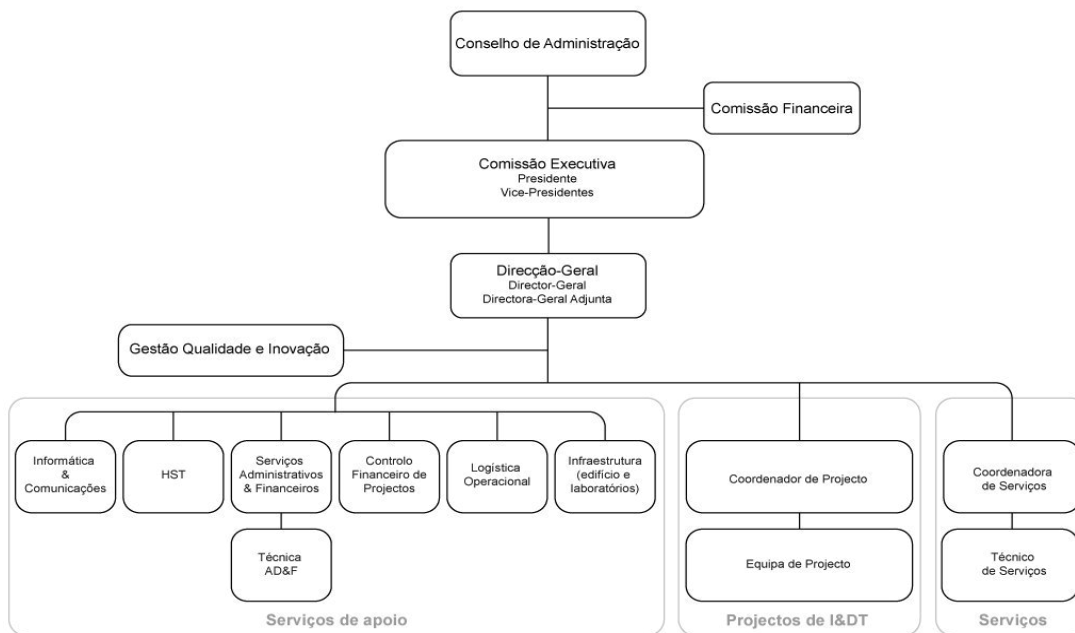 Conselho de Administração
Comissão Financeira
Comissão Executiva
Presidente
Vice-Presidentes
Direcção-Geral
Director-Geral
Directora-Geral Adjunta
Gestão Qualidade e Inovação
Informática
&
Comunicações
HST
Serviços
Administrativos
& Financeiros
Controlo
Financeiro de
Projectos
Logística
Operacional
Infraestrutura
(edifício e
laboratórios)
Coordenador de Projecto
Coordenadora
de Serviços
Técnica
AD&F
Equipa de Projecto
Técnico
de Serviços
Serviços de apoio
Projectos de I&DT
Serviços